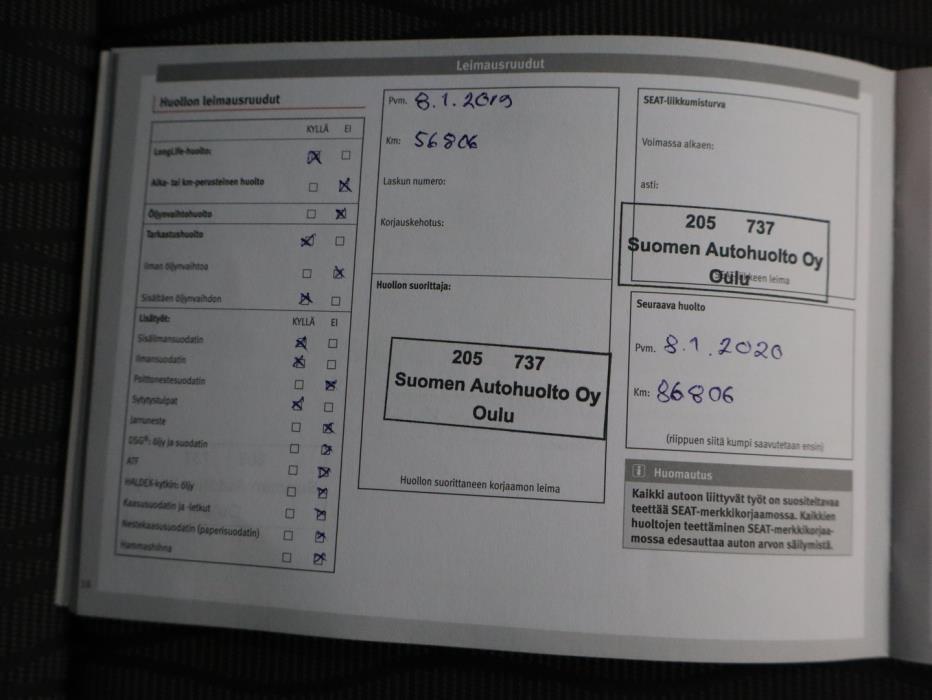 Leimausruudut
Huollon leimausruudut
KYLLÄ EI
LongLife-huolto:
Aika- tai km-perusteinen huolto
Öljynvaihtohuolto
Tarkastushuolto
Ilman öljynvaihtoa
Sisältäen öljynvaihdon
Lisätyöt: KYLLÄ EI
Sisäilmansuodatin
Ilmansuodatin
Polttonestesuodatin
Sytytystulpat
Jarruneste
DSG®: öljy ja suodatin
ATF
HALDEX-kytkin: öljy
Kaasusuodatin ja -letkut
Nestekaasusuodatin (paperisuodatin)
Hammashihna
Pvm. 8.1.2019
Km: 56806
Laskun numero:
Korjauskehotus:
Huollon suorittaja:
205 737
Suomen Autohuolto Oy
Oulu
Huollon suorittaneen korjaamon leima
SEAT-liikkumisturva
Voimassa alkaen:
asti:
205 737
Suomen Autohuolto Oy
Oulu
leima
Seuraava huolto
Pvm. 8.1.2020
Km: 86806
(riippuen siitä kumpi saavutetaan ensin)
i Huomautus
Kaikki autoon liittyvät työt on suositeltavaa
teettää SEAT-merkkikorjaamossa. Kaikkien
huoltojen teettäminen SEAT-merkkikorjaa-
mossa edesauttaa auton arvon säilymistä.